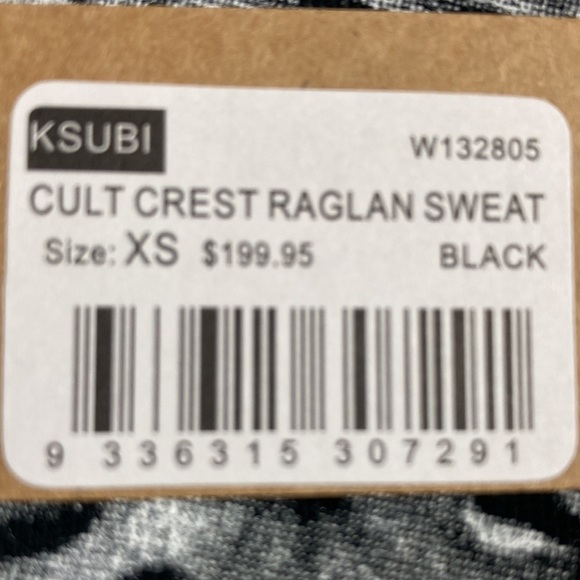 KSUBI W132805
CULT CREST RAGLAN SWEAT
Size: XS $199.95 BLACK
9 336315 307291